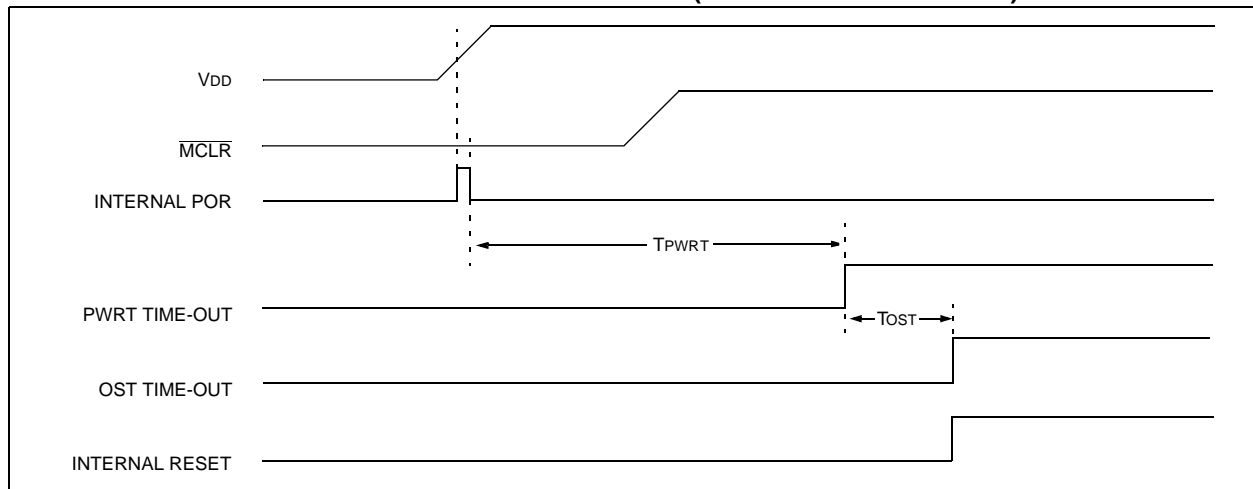 VDD
MCLR
INTERNAL POR
TPWRT
PWRT TIME-OUT
TOST
OST TIME-OUT
INTERNAL RESET